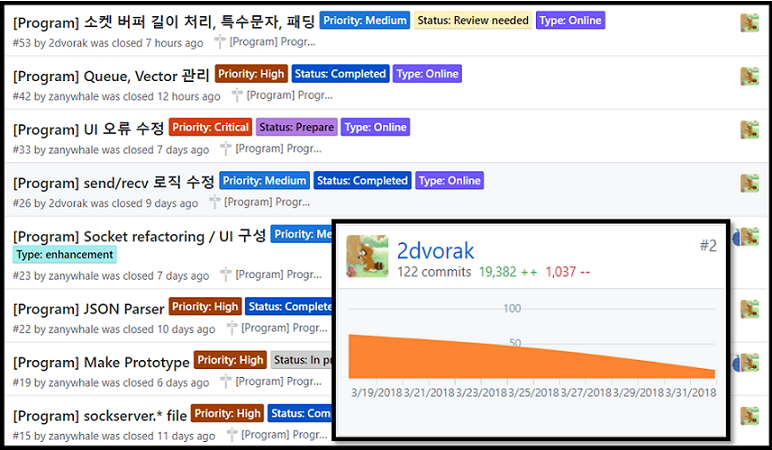 [Program] 소켓 버퍼 길이 처리, 특수문자, 패딩 Priority: Medium Status: Review needed Type: Online
#53 by 2dvorak was closed 7 hours ago [Program] Progr...
[Program] Queue, Vector 관리 Priority: High Status: Completed Type: Online
#42 by zanywhale was closed 12 hours ago [Program] Progr...
[Program] UI 오류 수정 Priority: Critical Status: Prepare Type: Online
#33 by zanywhale was closed 7 days ago [Program] Progr...
[Program] send/recv 로직 수정 Priority: Medium Status: Completed Type: Online
#26 by 2dvorak was closed 9 days ago [Program] Progr...
[Program] Socket refactoring / UI 구성 Priority: Me
Type: enhancement
#23 by zanywhale was closed 7 days ago [Program] Progr...
[Program] JSON Parser Priority: High Status: Complete
#22 by zanywhale was closed 10 days ago [Program] Progr...
[Program] Make Prototype Priority: High Status: In pr
#19 by zanywhale was closed 6 days ago [Program] Progr...
[Program] sockserver.* file Priority: High Status: Com
#15 by zanywhale was closed 11 days ago [Program] Progr...
2dvorak #2
122 commits 19,382 ++ 1,037 --
100
50
3/19/2018 3/21/2018 3/23/2018 3/25/2018 3/27/2018 3/29/2018 3/31/2018